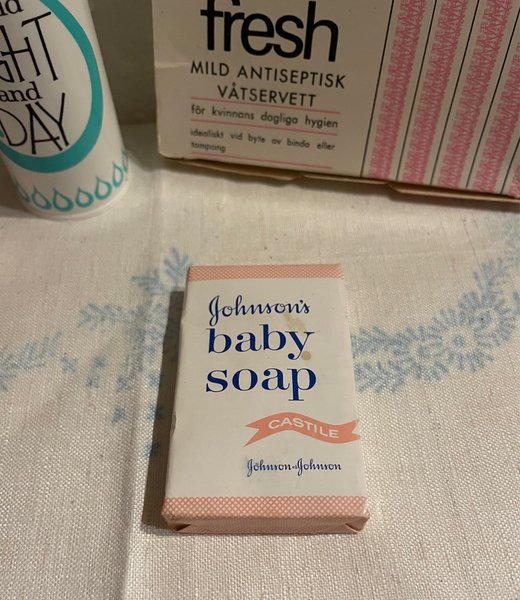 GHT
and
DAY
fresh
MILD ANTISEPTISK
VÅTSERVETT
för kvinnans dagliga hygien
idealiskt vid byte av binda eller
tampong
Johnson's
baby
soap
CASTILE
Johnson & Johnson